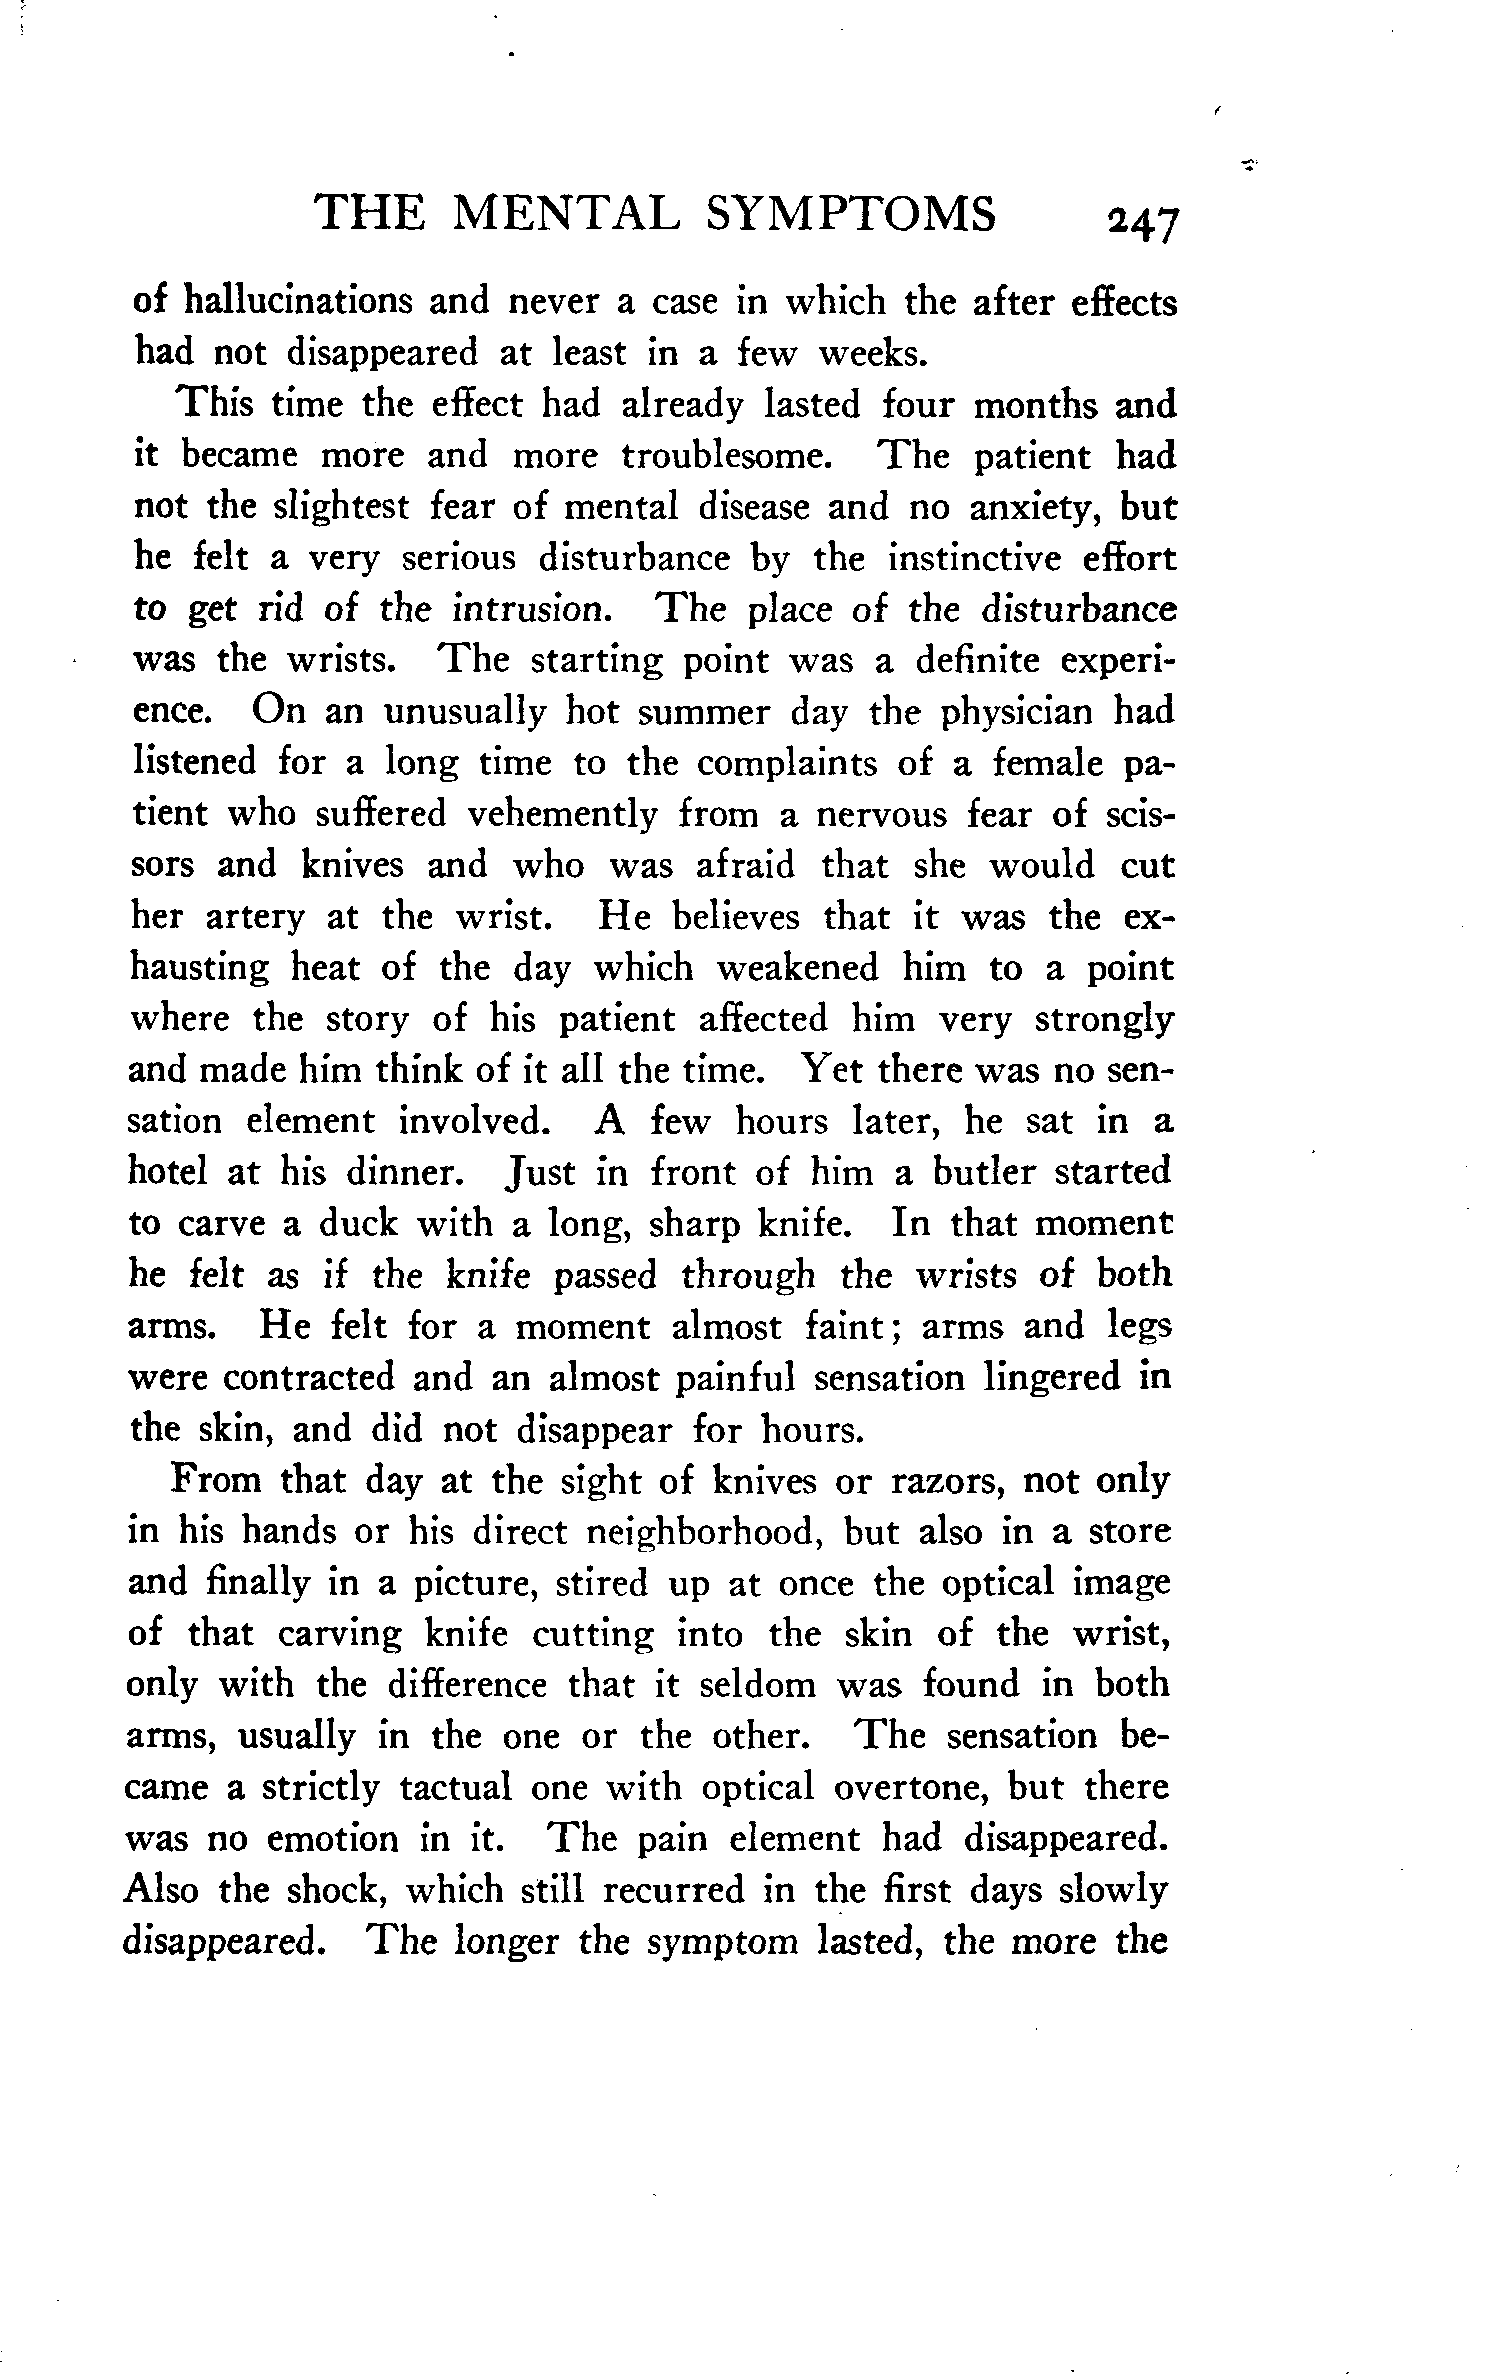 THE MENTAL SYMPTOMS 247
of hallucinations and never a case in which the after effects
had not disappeared at least in a few weeks.
This time the effect had already lasted four months and
it became more and more troublesome. The patient had
not the slightest fear of mental disease and no anxiety, but
he felt a very serious disturbance by the instinctive effort
to get rid of the intrusion. The place of the disturbance
was the wrists. The starting point was a definite experi-
ence. On an unusually hot summer day the physician had
listened for a long time to the complaints of a female pa-
tient who suffered vehemently from a nervous fear of scis-
sors and knives and who was afraid that she would cut
her artery at the wrist. He believes that it was the ex-
hausting heat of the day which weakened him to a point
where the story of his patient affected him very strongly
and made him think of it all the time. Yet there was no sen-
sation element involved. A few hours later, he sat in a
hotel at his dinner. Just in front of him a butler started
to carve a duck with a long, sharp knife. In that moment
he felt as if the knife passed through the wrists of both
arms. He felt for a moment almost faint; arms and legs
were contracted and an almost painful sensation lingered in
the skin, and did not disappear for hours.
From that day at the sight of knives or razors, not only
in his hands or his direct neighborhood, but also in a store
and finally in a picture, stired up at once the optical image
of that carving knife cutting into the skin of the wrist,
only with the difference that it seldom was found in both
arms, usually in the one or the other. The sensation be-
came a strictly tactual one with optical overtone, but there
was no emotion in it. The pain element had disappeared.
Also the shock, which still recurred in the first days slowly
disappeared. The longer the symptom lasted, the more the